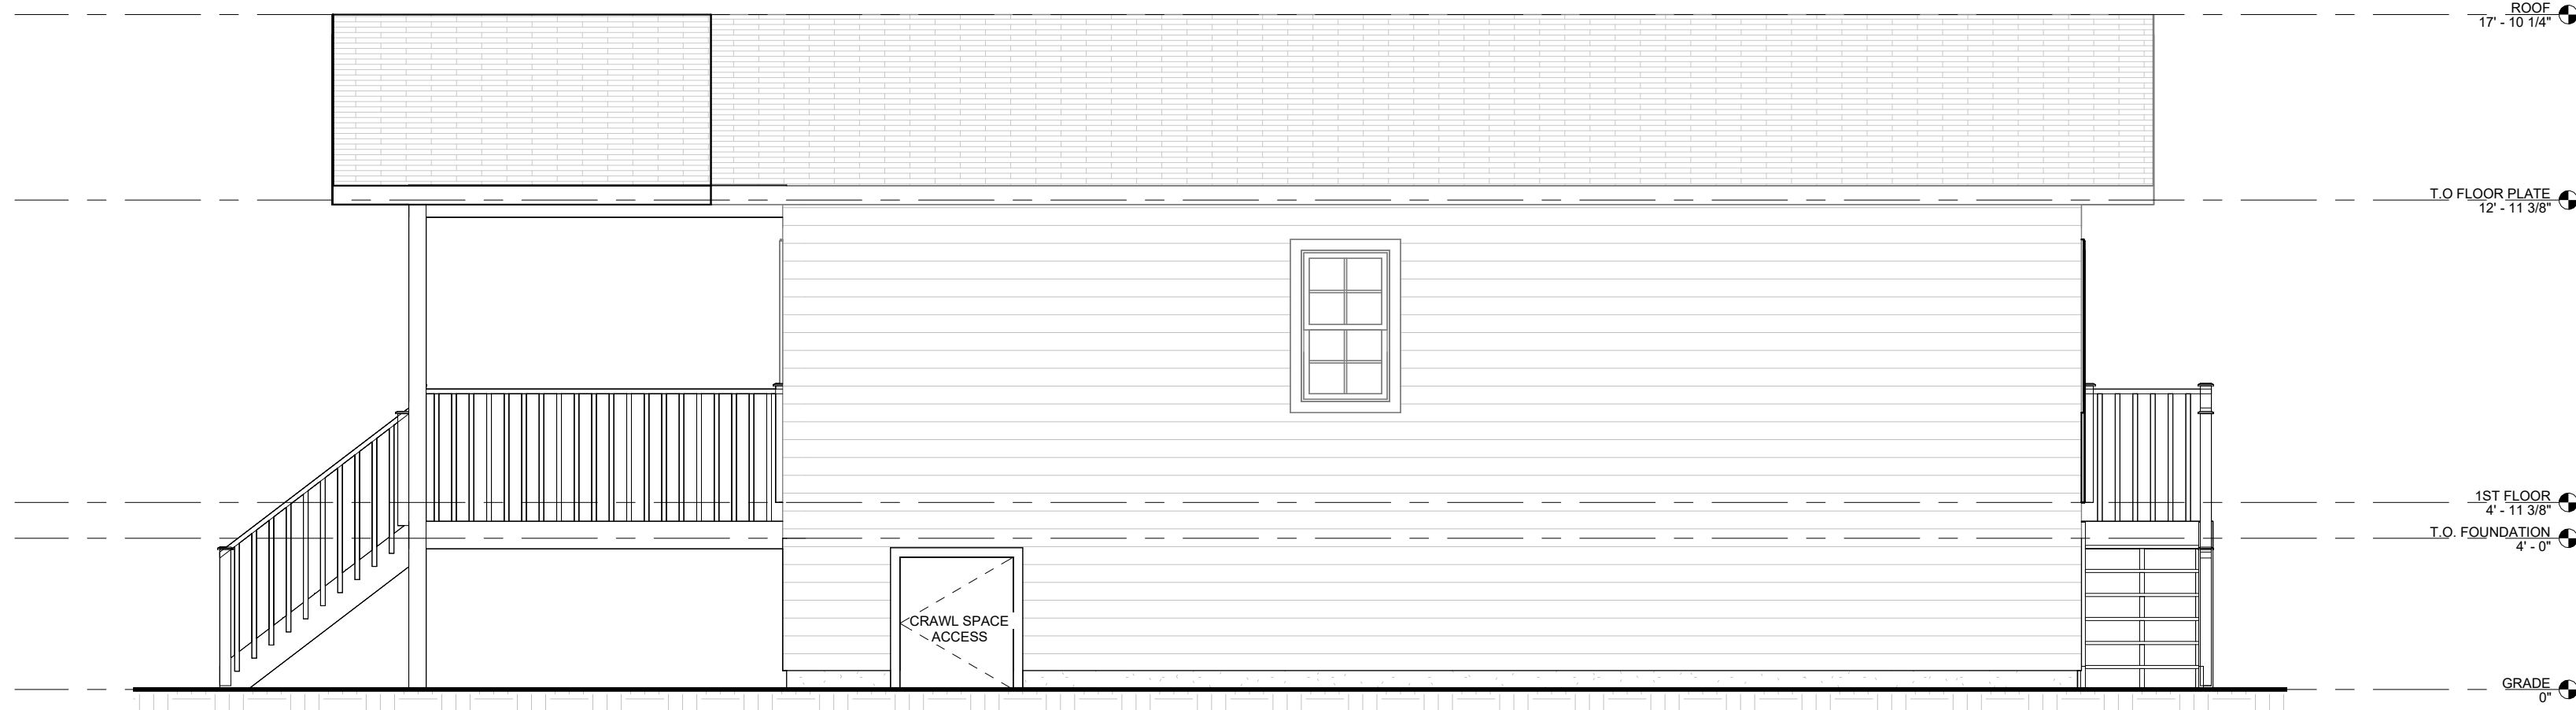 ROOF
17' - 10 1/4"
T.O FLOOR PLATE
12' - 11 3/8"
1ST FLOOR
4' - 11 3/8"
T.O. FOUNDATION
4' - 0"
CRAWL SPACE
ACCESS
GRADE
0"